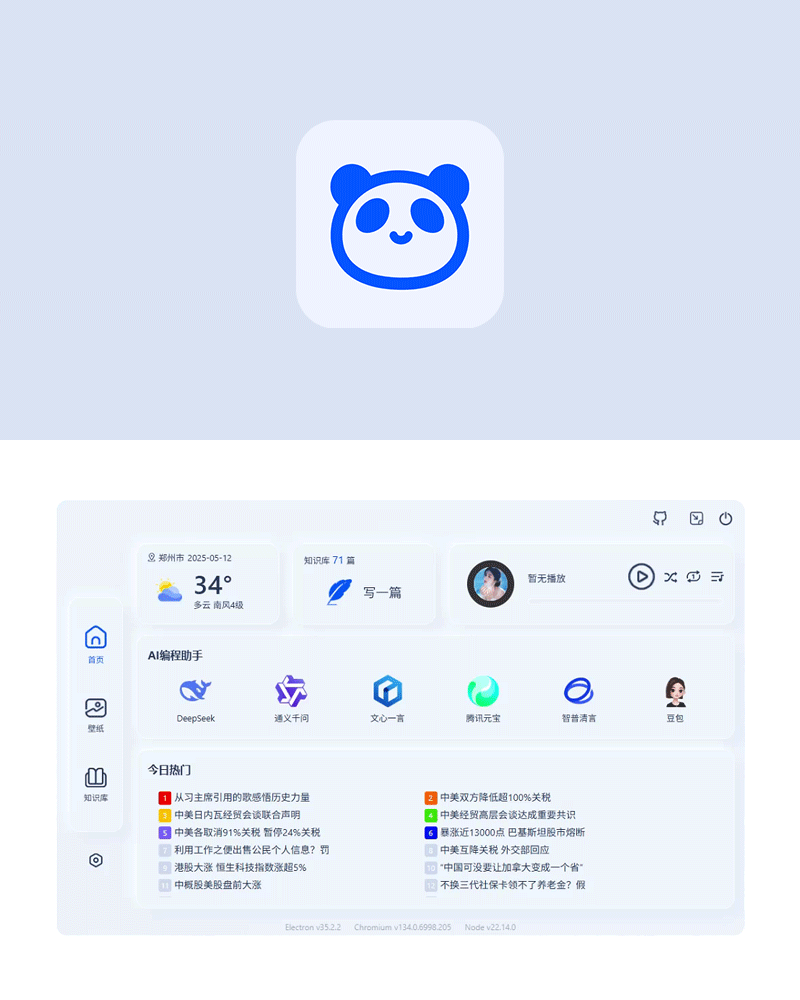 郑州市 2025-05-12
34°
多云 南风4级
知识库 71 篇
写一篇
暂无播放
首页
壁纸
知识库
AI编程助手
DeepSeek
通义千问
文心一言
腾讯元宝
智普清言
豆包
今日热门
1 从习主席引用的歌感悟历史力量
2 中美双方降低超100%关税
3 中美日内瓦经贸会谈联合声明
4 中美经贸高层会谈达成重要共识
5 中美各取消91%关税 暂停24%关税
6 暴涨近13000点 巴基斯坦股市熔断
7 利用工作之便出售公民个人信息？罚
8 中美互降关税 外交部回应
9 港股大涨 恒生科技指数涨超5%
10 "中国可没要让加拿大变成一个省"
11 中概股美股盘前大涨
12 不换三代社保卡领不了养老金？假
Electron v35.2.2 Chromium v134.0.6998.205 Node v22.14.0